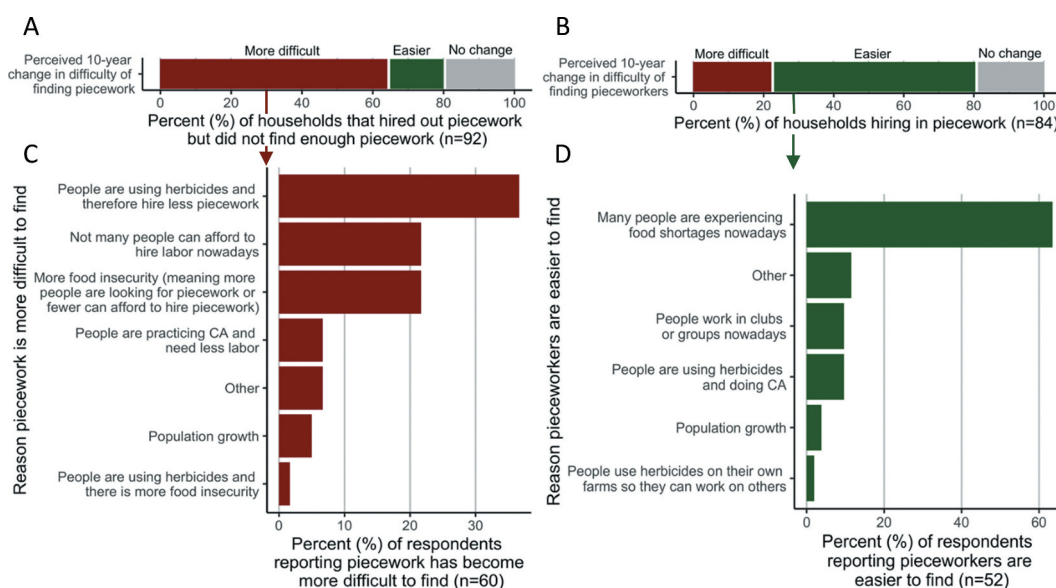 A
More difficult
Easier
No change
Perceived 10-year
change in difficulty of
finding piecework
0
20
40
60
80
100
Percent (%) of households that hired out piecework
but did not find enough piecework (n=92)
B
More difficult
Easier
No change
Perceived 10-year
change in difficulty of
finding pieceworkers
0
20
40
60
80
100
Percent (%) of households hiring in piecework (n=84)
C
Reason piecework is more difficult to find
People are using herbicides and
therefore hire less piecework
Not many people can afford to
hire labor nowadays
More food insecurity (meaning more
people are looking for piecework or
fewer can afford to hire piecework)
People are practicing CA and
need less labor
Other
Population growth
People are using herbicides and
there is more food insecurity
0
10
20
30
Percent (%) of respondents
reporting piecework has become
more difficult to find (n=60)
D
Reason pieceworkers are easier to find
Many people are experiencing
food shortages nowadays
Other
People work in clubs
or groups nowadays
People are using herbicides
and doing CA
Population growth
People use herbicides on their own
farms so they can work on others
0
20
40
60
Percent (%) of respondents
reporting pieceworkers are
easier to find (n=52)